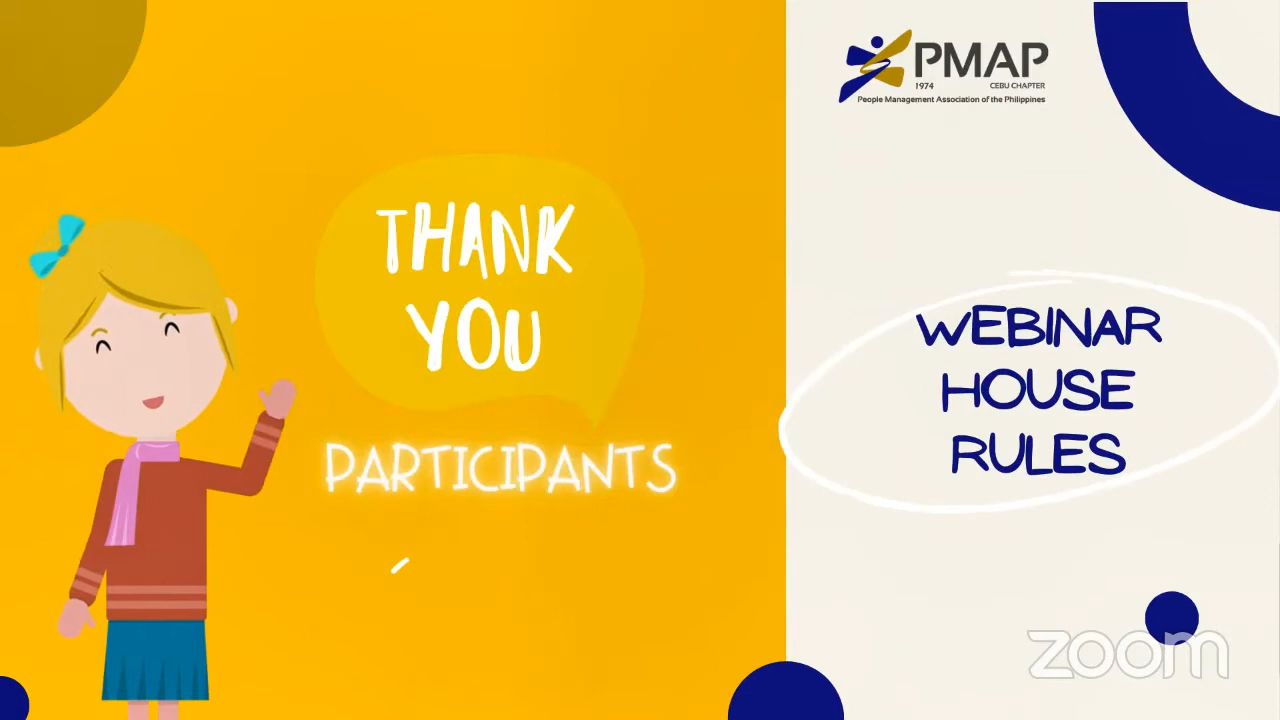 THANK
YOU
PARTICIPANTS
PMAP
1974 CEBU CHAPTER
People Management Association of the Philippines
WEBINAR
HOUSE
RULES
zoom